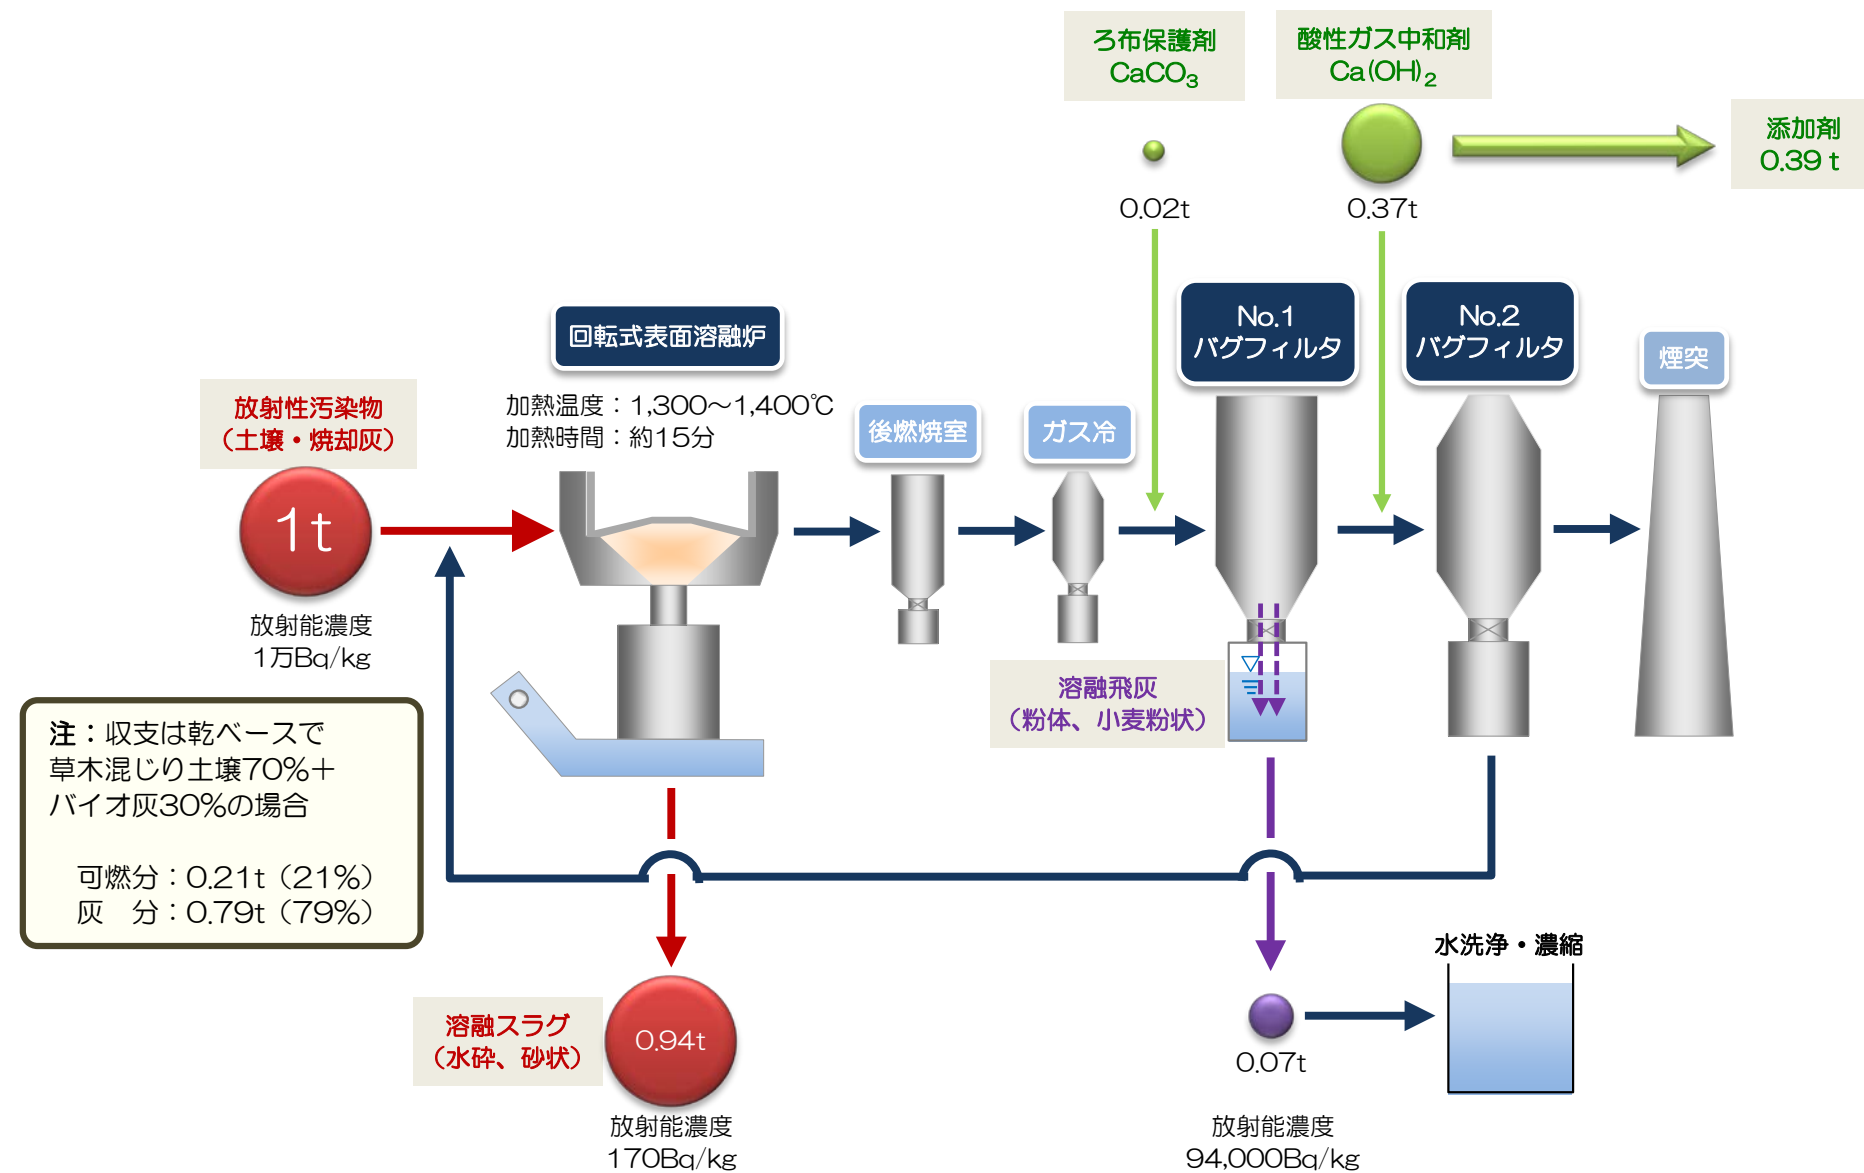 ろ布保護剤
CaCO₃
0.02t
酸性ガス中和剤
Ca(OH)₂
0.37t
添加剤
0.39 t
放射性汚染物
（土壌・焼却灰）
1t
放射能濃度
1万Bq/kg
回転式表面溶融炉
加熱温度：1,300～1,400℃
加熱時間：約15分
後燃焼室
ガス冷
No.1
バグフィルタ
No.2
バグフィルタ
煙突
溶融飛灰
（粉体、小麦粉状）
注：収支は乾ベースで
草木混じり土壌70％＋
バイオ灰30％の場合
可燃分：0.21t（21％）
灰　分：0.79t（79％）
溶融スラグ
（水砕、砂状）
0.94t
放射能濃度
170Bq/kg
0.07t
放射能濃度
94,000Bq/kg
水洗浄・濃縮